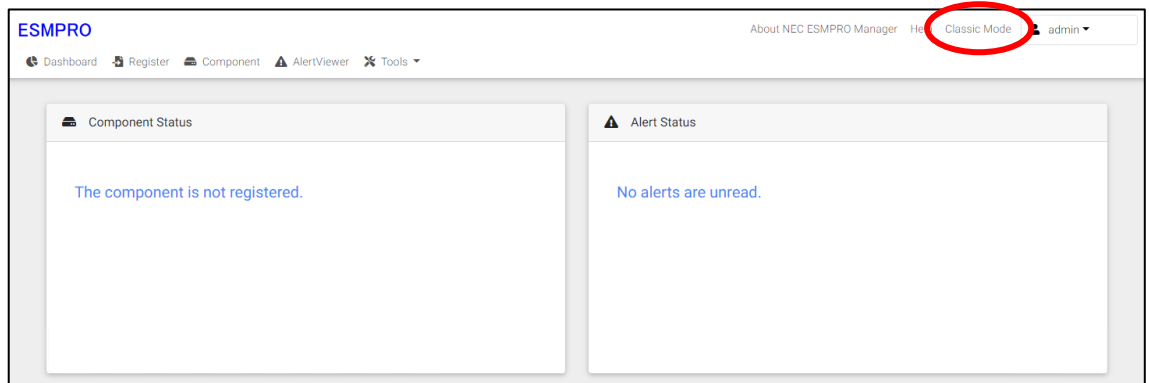 ESMPRO
About NEC ESMPRO Manager Help Classic Mode admin
Dashboard Register Component AlertViewer Tools
Component Status
Alert Status
The component is not registered.
No alerts are unread.